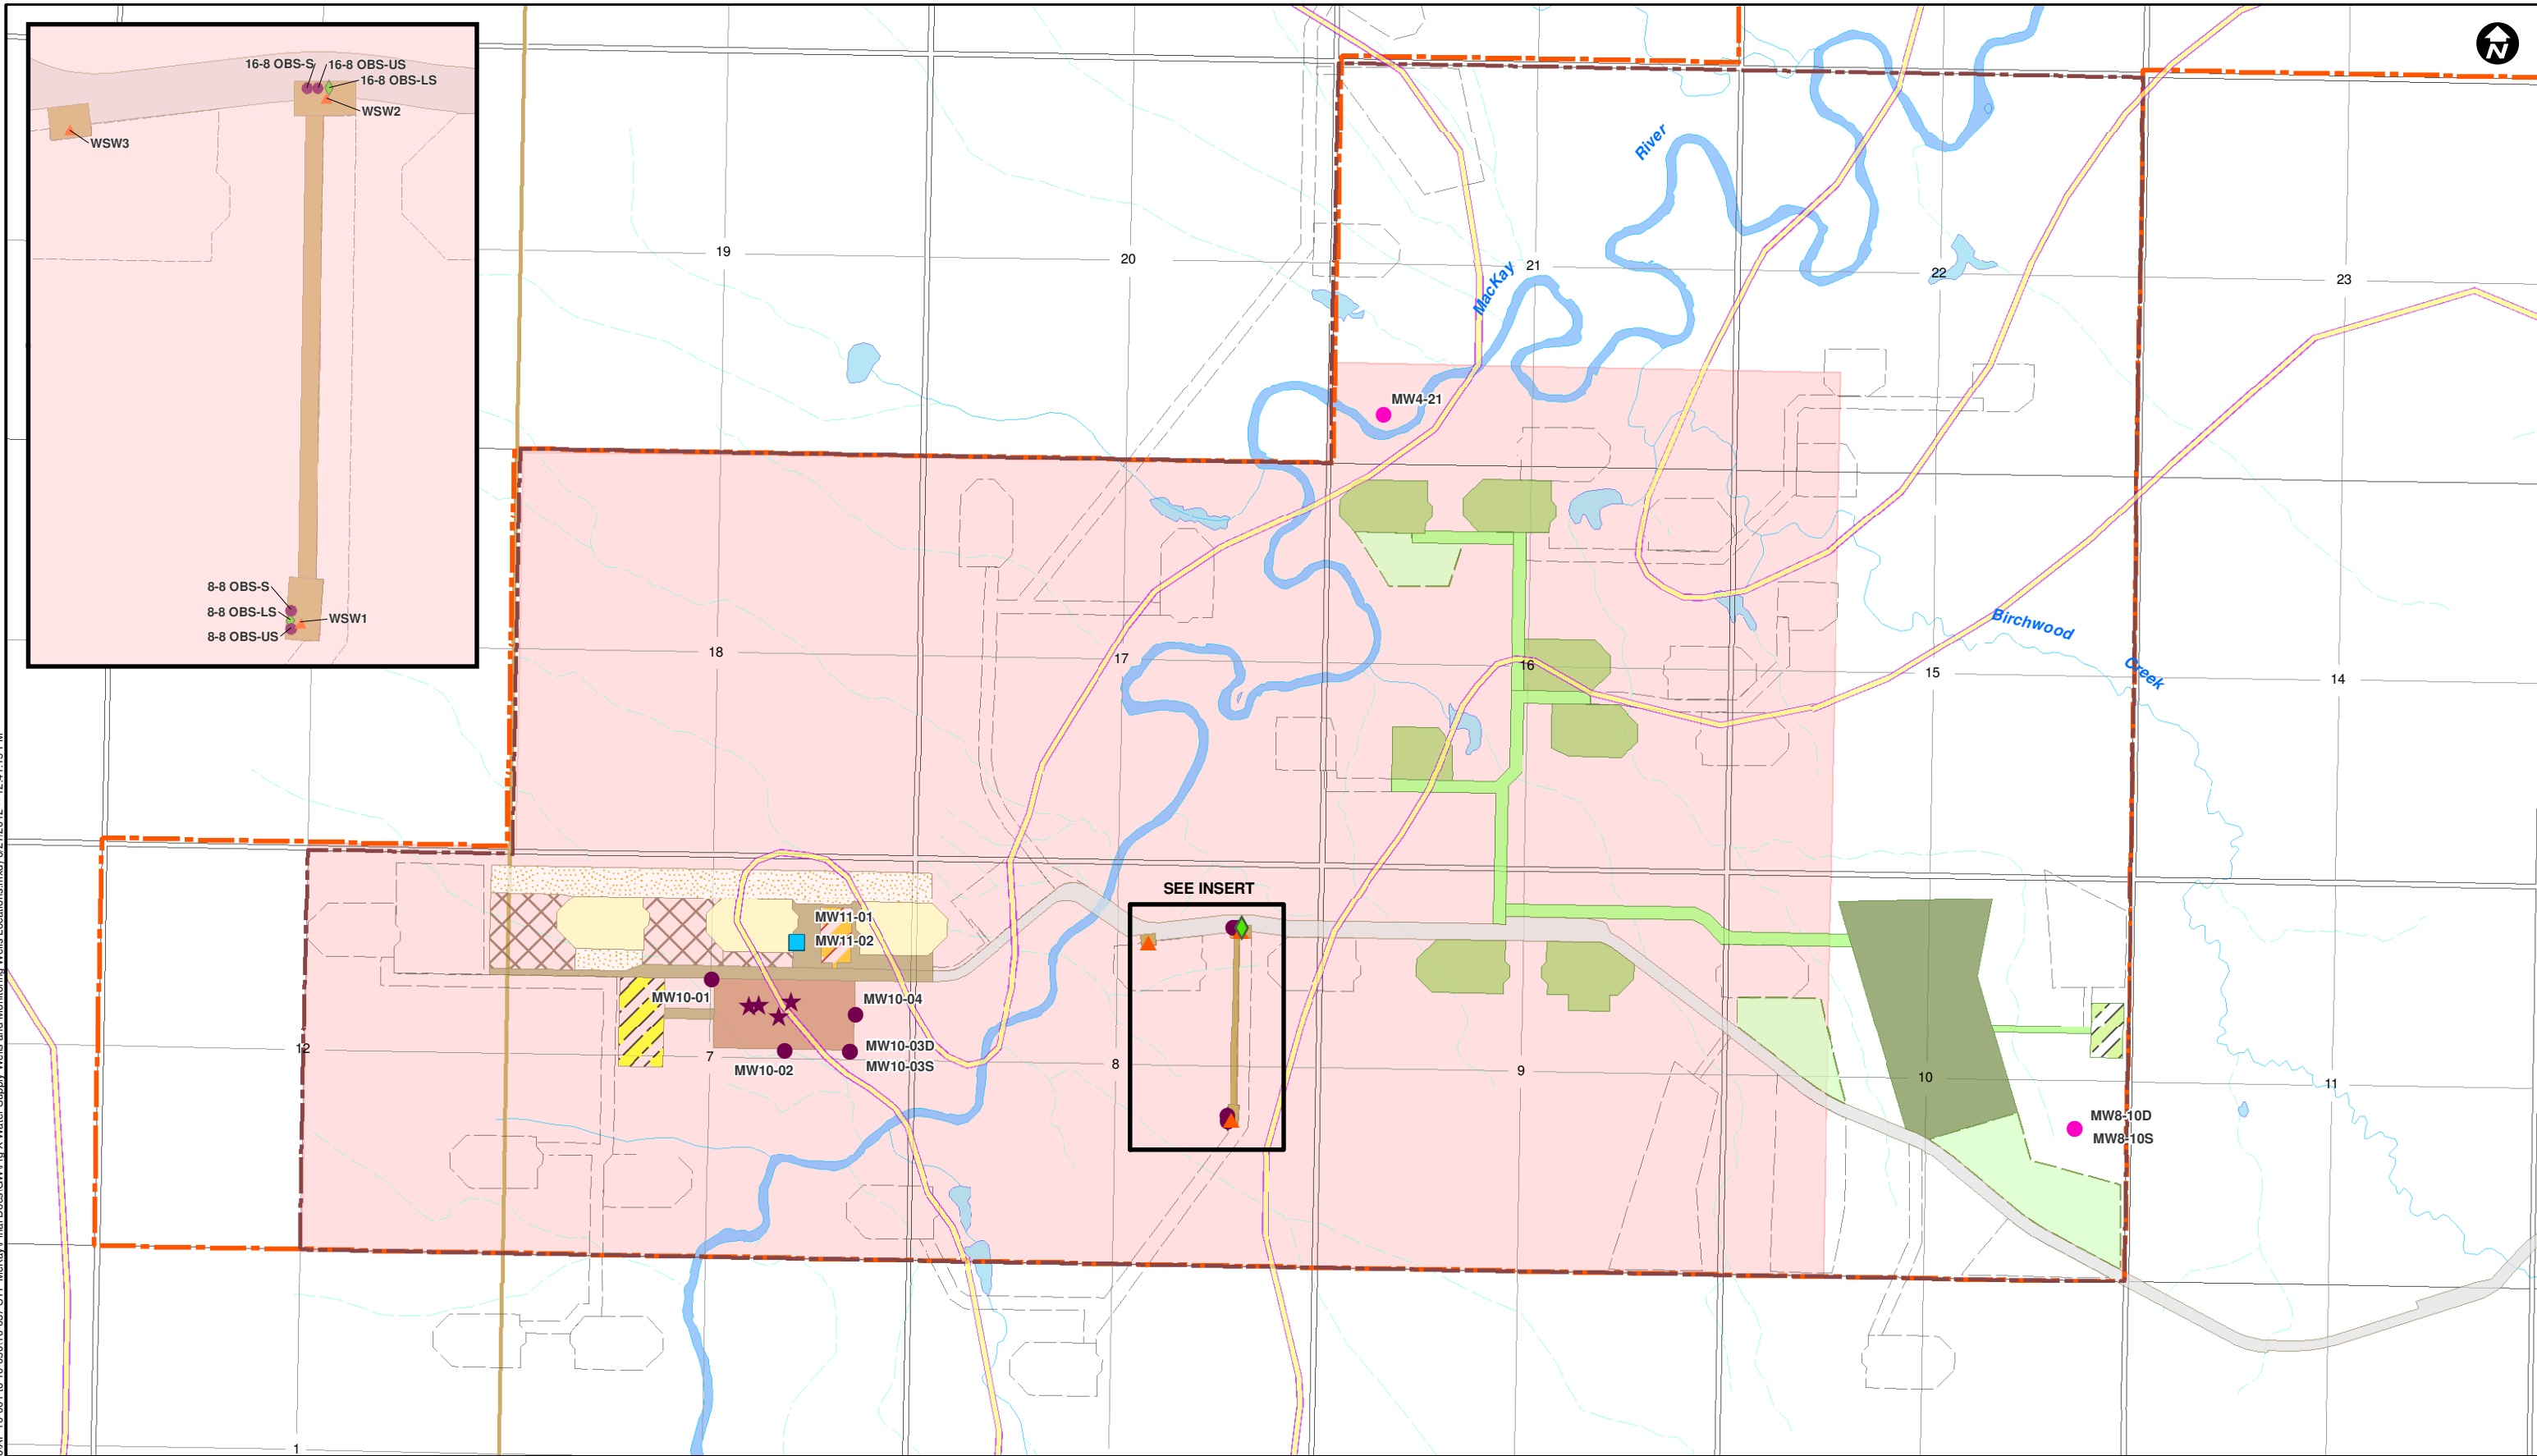 N
16-8 OBS-S
16-8 OBS-US
16-8 OBS-LS
WSW2
WSW3
8-8 OBS-S
8-8 OBS-LS
8-8 OBS-US
WSW1
River
MacKay
19
20
21
22
23
MW4-21
18
17
16
15
14
Birchwood
Creek
SEE INSERT
MW11-01
MW11-02
MW10-01
MW10-04
MW10-03D
MW10-03S
MW10-02
12
7
8
9
10
11
MW8-10D
MW8-10S
1